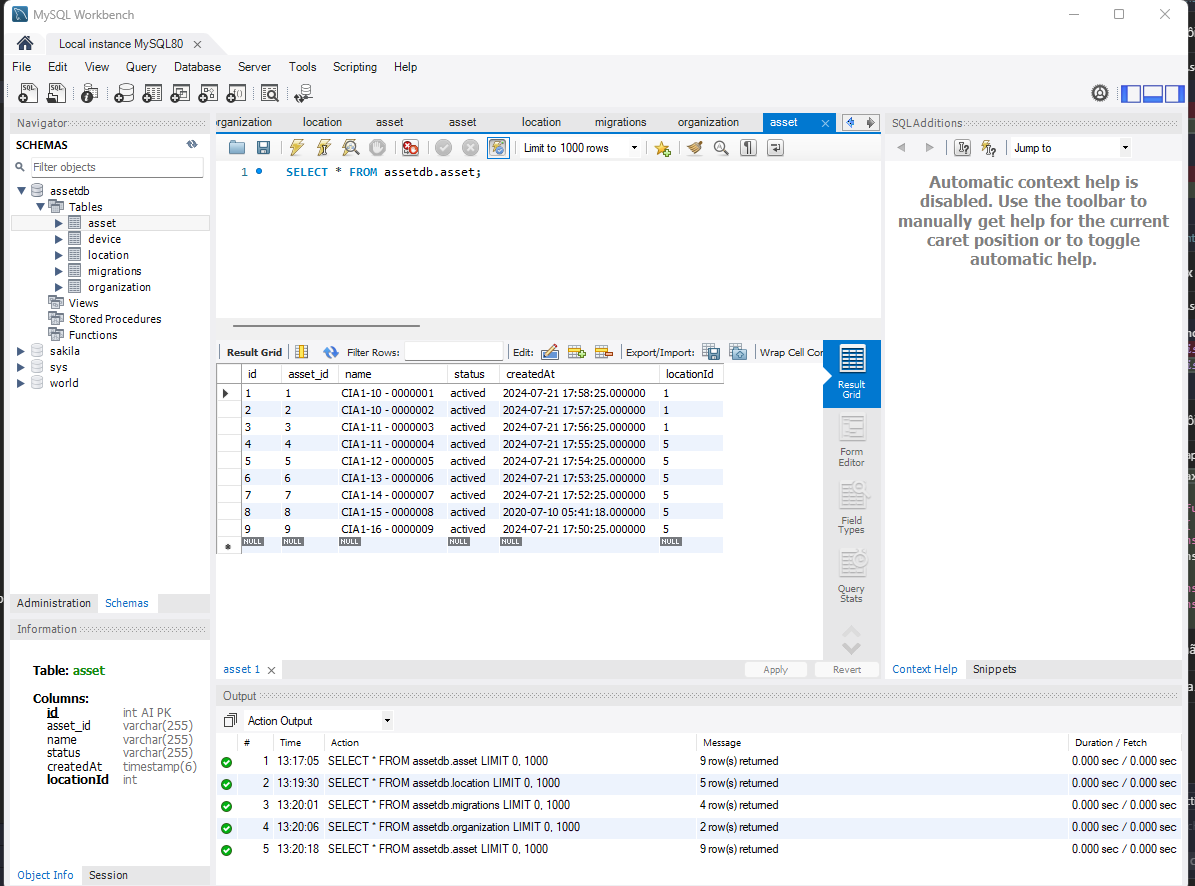 MySQL Workbench
Local instance MySQL80
File Edit View Query Database Server Tools Scripting Help
Navigator
SCHEMAS
Filter objects
assetdb
Tables
asset
device
location
migrations
organization
Views
Stored Procedures
Functions
sakila
sys
world
Administration Schemas
Information
Table: asset
Columns:
id int AI PK
asset_id varchar(255)
name varchar(255)
status varchar(255)
createdAt timestamp(6)
locationId int
Object Info Session
rganization location asset asset location migrations organization asset
Limit to 1000 rows
1 SELECT * FROM assetdb.asset;
Result Grid Filter Rows: Edit: Export/Import: Wrap Cell Cor
id asset_id name status createdAt locationId
1 1 CIA1-10 - 0000001 actived 2024-07-21 17:58:25.000000 1
2 2 CIA1-10 - 0000002 actived 2024-07-21 17:57:25.000000 1
3 3 CIA1-11 - 0000003 actived 2024-07-21 17:56:25.000000 1
4 4 CIA1-11 - 0000004 actived 2024-07-21 17:55:25.000000 5
5 5 CIA1-12 - 0000005 actived 2024-07-21 17:54:25.000000 5
6 6 CIA1-13 - 0000006 actived 2024-07-21 17:53:25.000000 5
7 7 CIA1-14 - 0000007 actived 2024-07-21 17:52:25.000000 5
8 8 CIA1-15 - 0000008 actived 2020-07-10 05:41:18.000000 5
9 9 CIA1-16 - 0000009 actived 2024-07-21 17:50:25.000000 5
NULL NULL NULL NULL NULL NULL
Result
Grid
Form
Editor
Field
Types
Query
Stats
asset 1
Apply Revert
SQLAdditions
Jump to
Automatic context help is
disabled. Use the toolbar to
manually get help for the current
caret position or to toggle
automatic help.
Context Help Snippets
Output
Action Output
# Time Action Message Duration / Fetch
1 13:17:05 SELECT * FROM assetdb.asset LIMIT 0, 1000 9 row(s) returned 0.000 sec / 0.000 sec
2 13:19:30 SELECT * FROM assetdb.location LIMIT 0, 1000 5 row(s) returned 0.000 sec / 0.000 sec
3 13:20:01 SELECT * FROM assetdb.migrations LIMIT 0, 1000 4 row(s) returned 0.000 sec / 0.000 sec
4 13:20:06 SELECT * FROM assetdb.organization LIMIT 0, 1000 2 row(s) returned 0.000 sec / 0.000 sec
5 13:20:18 SELECT * FROM assetdb.asset LIMIT 0, 1000 9 row(s) returned 0.000 sec / 0.000 sec